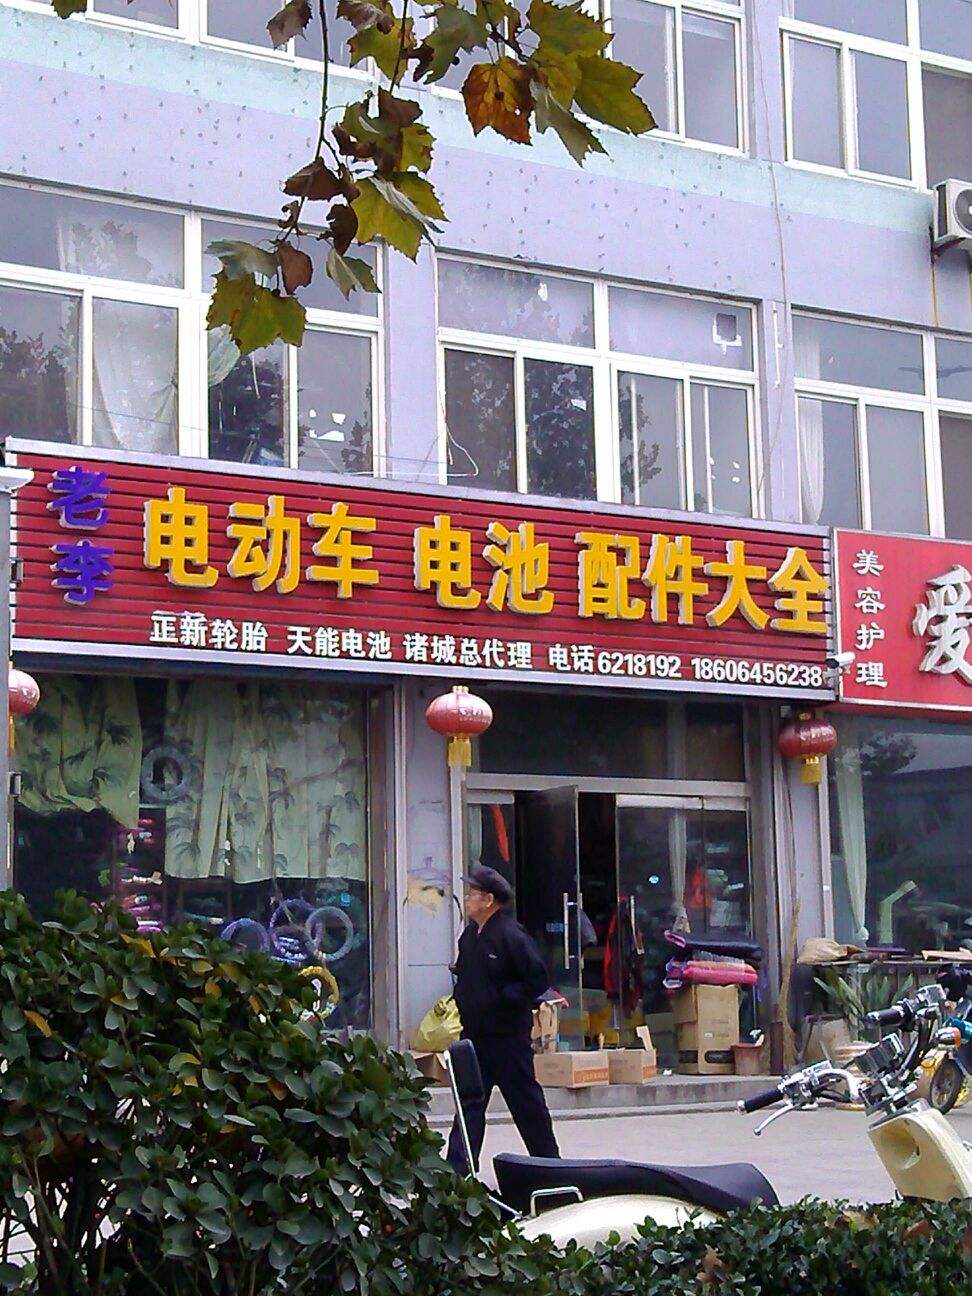 老李
电动车 电池 配件大全
正新轮胎 天能电池 诸城总代理 电话6218192 18606456238
美容护理
爱